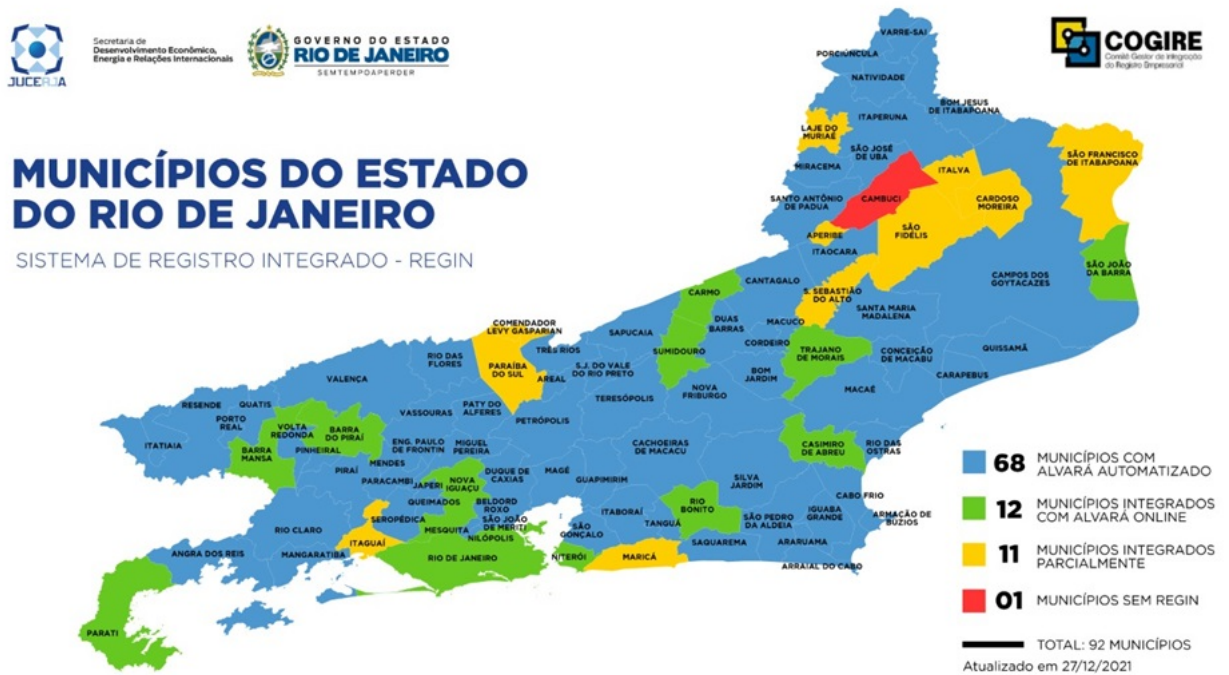 JUCERJA
Secretaria de
Desenvolvimento Econômico,
Energia e Relações Internacionais
GOVERNO DO ESTADO
RIO DE JANEIRO
SEMTEMPOAPERDER
COGIRE
Comitê Gestor de Integração
do Registro Empresarial
MUNICÍPIOS DO ESTADO
DO RIO DE JANEIRO
SISTEMA DE REGISTRO INTEGRADO - REGIN
VARRE-SAI
PORCIÚNCULA
NATIVIDADE
BOM JESUS
DE ITABAPOANA
ITAPERUNA
LAJE DO
MURIAÉ
SÃO JOSÉ
DE UBA
MIRACEMA
SÃO FRANCISCO
DE ITABAPOANA
ITALVA
SANTO ANTÔNIO
DE PADUA
CAMBUCI
CARDOSO
MOREIRA
APERIBE
SÃO
FIDÉLIS
ITAOCARA
SÃO JOÃO
DA BARRA
CAMPOS DOS
GOYTACAZES
CANTAGALO
CARMO
S. SEBASTIÃO
DO ALTO
SANTA MARIA
MADALENA
COMENDADOR
LEVY GASPARIAN
SAPUCAIA
DUAS
BARRAS
MACUCO
CORDEIRO
TRAJANO
DE MORAIS
CONCEIÇÃO
DE MACABU
QUISSAMÃ
RIO DAS
FLORES
PARAÍBA
DO SUL
TRÊS RIOS
SUMIDOURO
S.J. DO VALE
DO RIO PRETO
AREAL
BOM
JARDIM
CARAPEBUS
VALENÇA
NOVA
FRIBURGO
MACAÉ
TERESÓPOLIS
RESENDE
QUATIS
PORTO
REAL
VASSOURAS
PATY DO
ALFERES
PETRÓPOLIS
ITATIAIA
VOLTA
REDONDA
BARRA
DO PIRAÍ
BARRA
MANSA
PINHEIRAL
ENG. PAULO
DE FRONTIN
MIGUEL
PEREIRA
CACHOEIRAS
DE MACACU
CASIMIRO
DE ABREU
RIO DAS
OSTRAS
PIRAÍ
MENDES
PARACAMBI
JAPERI
NOVA
IGUAÇU
DUQUE DE
CAXIAS
MAGÉ
GUAPIMIRIM
SILVA
JARDIM
QUEIMADOS
BELDORD
ROXO
RIO
BONITO
CABO FRIO
ITABORAÍ
IGUABA
GRANDE
ARMAÇÃO DE
BÚZIOS
RIO CLARO
SEROPÉDICA
MESQUITA
SÃO JOÃO
DE MERITI
NILÓPOLIS
SÃO
GONÇALO
TANGUÁ
SÃO PEDRO
DA ALDEIA
ITAGUAÍ
SAQUAREMA
ARARUAMA
ANGRA DOS REIS
MANGARATIBA
RIO DE JANEIRO
NITERÓI
MARICÁ
ARRAIAL DO CABO
PARATI
68 MUNICÍPIOS COM
ALVARÁ AUTOMATIZADO
12 MUNICÍPIOS INTEGRADOS
COM ALVARÁ ONLINE
11 MUNICÍPIOS INTEGRADOS
PARCIALMENTE
01 MUNICÍPIOS SEM REGIN
TOTAL: 92 MUNICÍPIOS
Atualizado em 27/12/2021